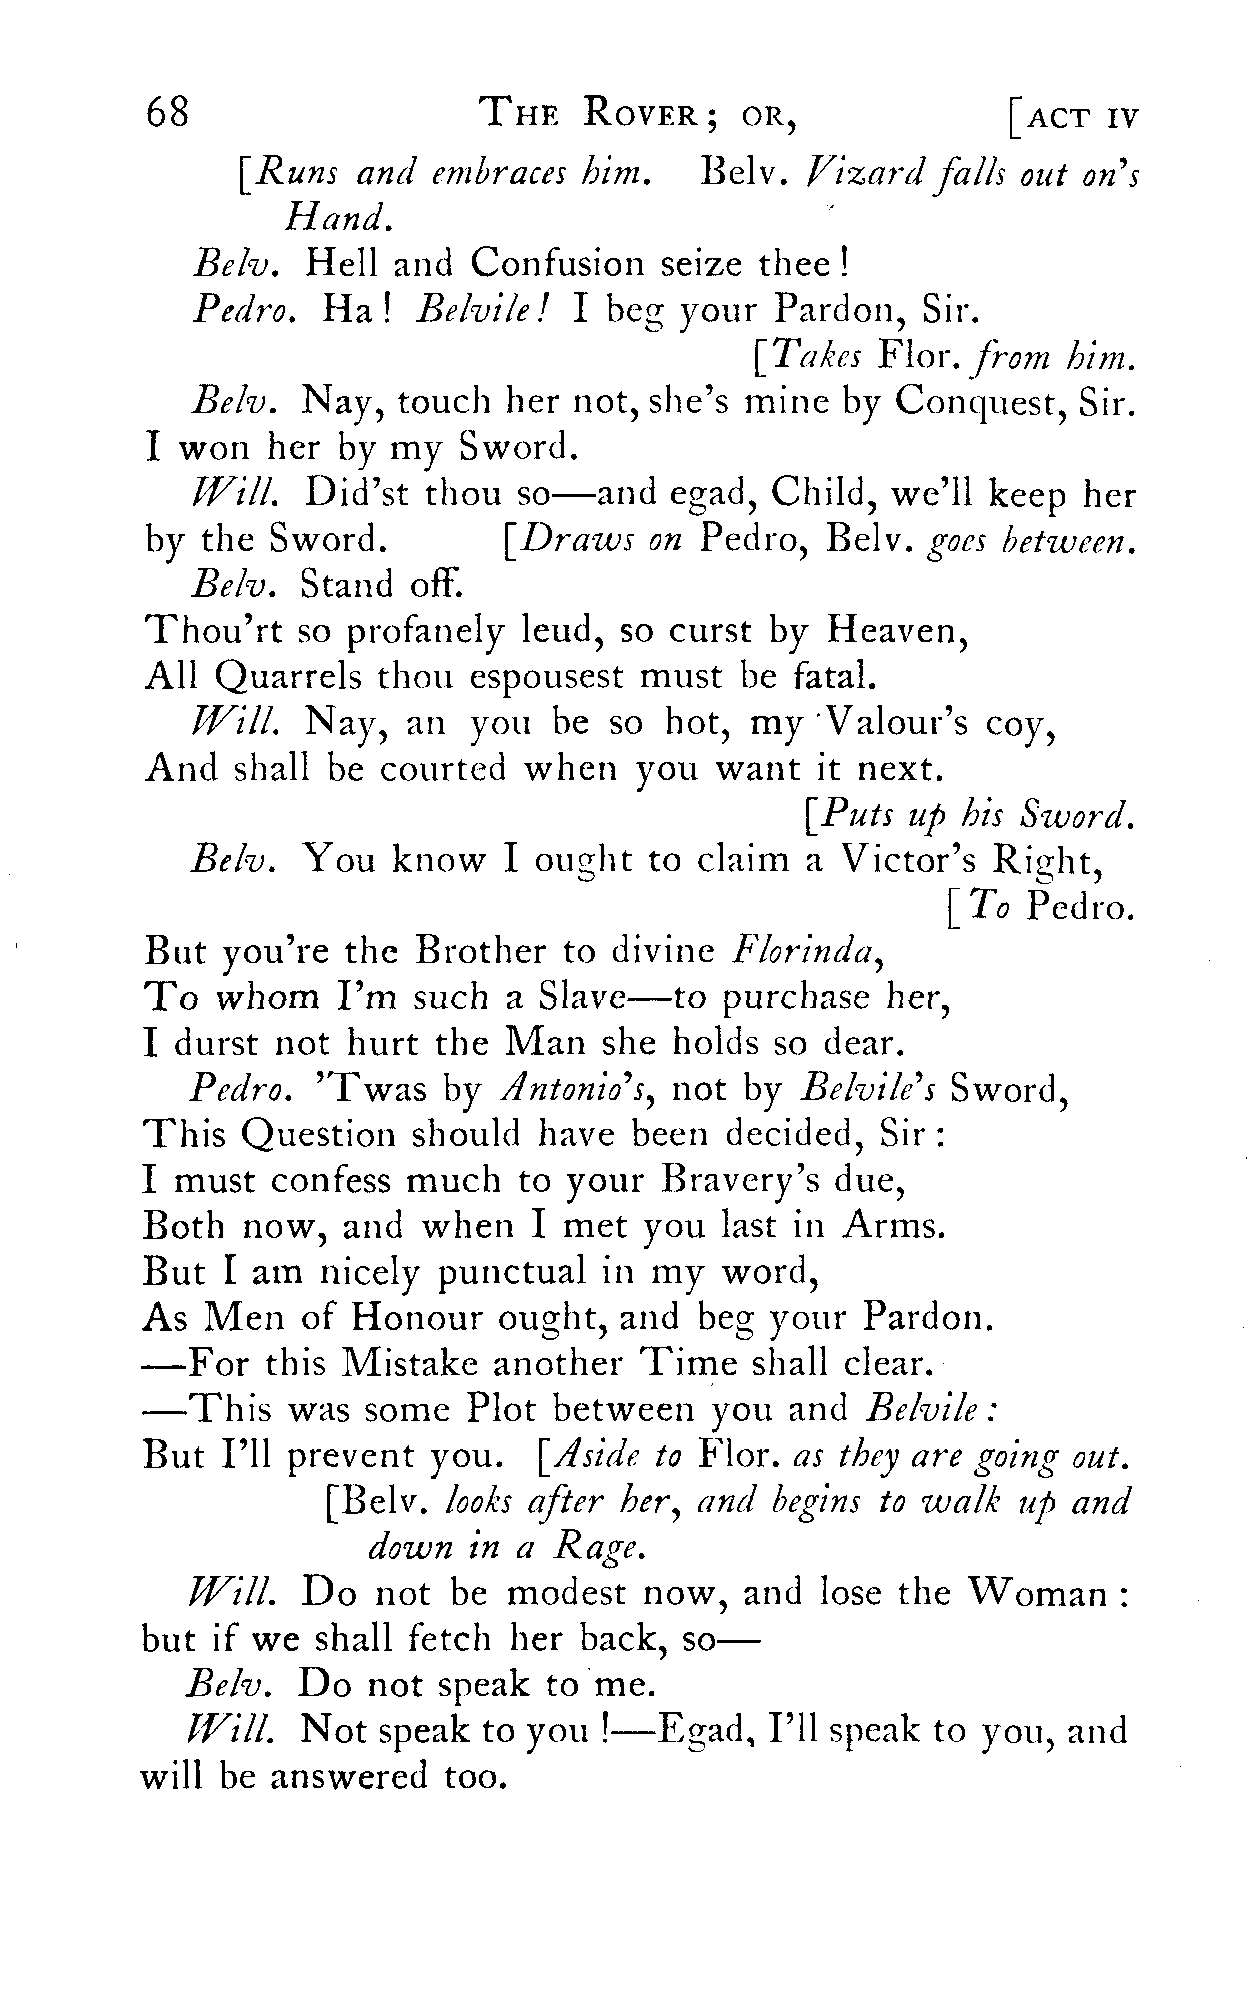 68 THE ROVER; OR, [ACT IV
[Runs and embraces him. Belv. Vizard falls out on's
Hand.
Belv. Hell and Confusion seize thee!
Pedro. Ha! Belvile! I beg your Pardon, Sir.
[Takes Flor. from him.
Belv. Nay, touch her not, she's mine by Conquest, Sir.
I won her by my Sword.
Will. Did'st thou so—and egad, Child, we'll keep her
by the Sword. [Draws on Pedro, Belv. goes between.
Belv. Stand off.
Thou'rt so profanely leud, so curst by Heaven,
All Quarrels thou espousest must be fatal.
Will. Nay, an you be so hot, my Valour's coy,
And shall be courted when you want it next.
[Puts up his Sword.
Belv. You know I ought to claim a Victor's Right,
[To Pedro.
But you're the Brother to divine Florinda,
To whom I'm such a Slave—to purchase her,
I durst not hurt the Man she holds so dear.
Pedro. 'Twas by Antonio's, not by Belvile's Sword,
This Question should have been decided, Sir:
I must confess much to your Bravery's due,
Both now, and when I met you last in Arms.
But I am nicely punctual in my word,
As Men of Honour ought, and beg your Pardon.
—For this Mistake another Time shall clear.
—This was some Plot between you and Belvile:
But I'll prevent you. [Aside to Flor. as they are going out.
[Belv. looks after her, and begins to walk up and
down in a Rage.
Will. Do not be modest now, and lose the Woman:
but if we shall fetch her back, so—
Belv. Do not speak to me.
Will. Not speak to you!—Egad, I'll speak to you, and
will be answered too.